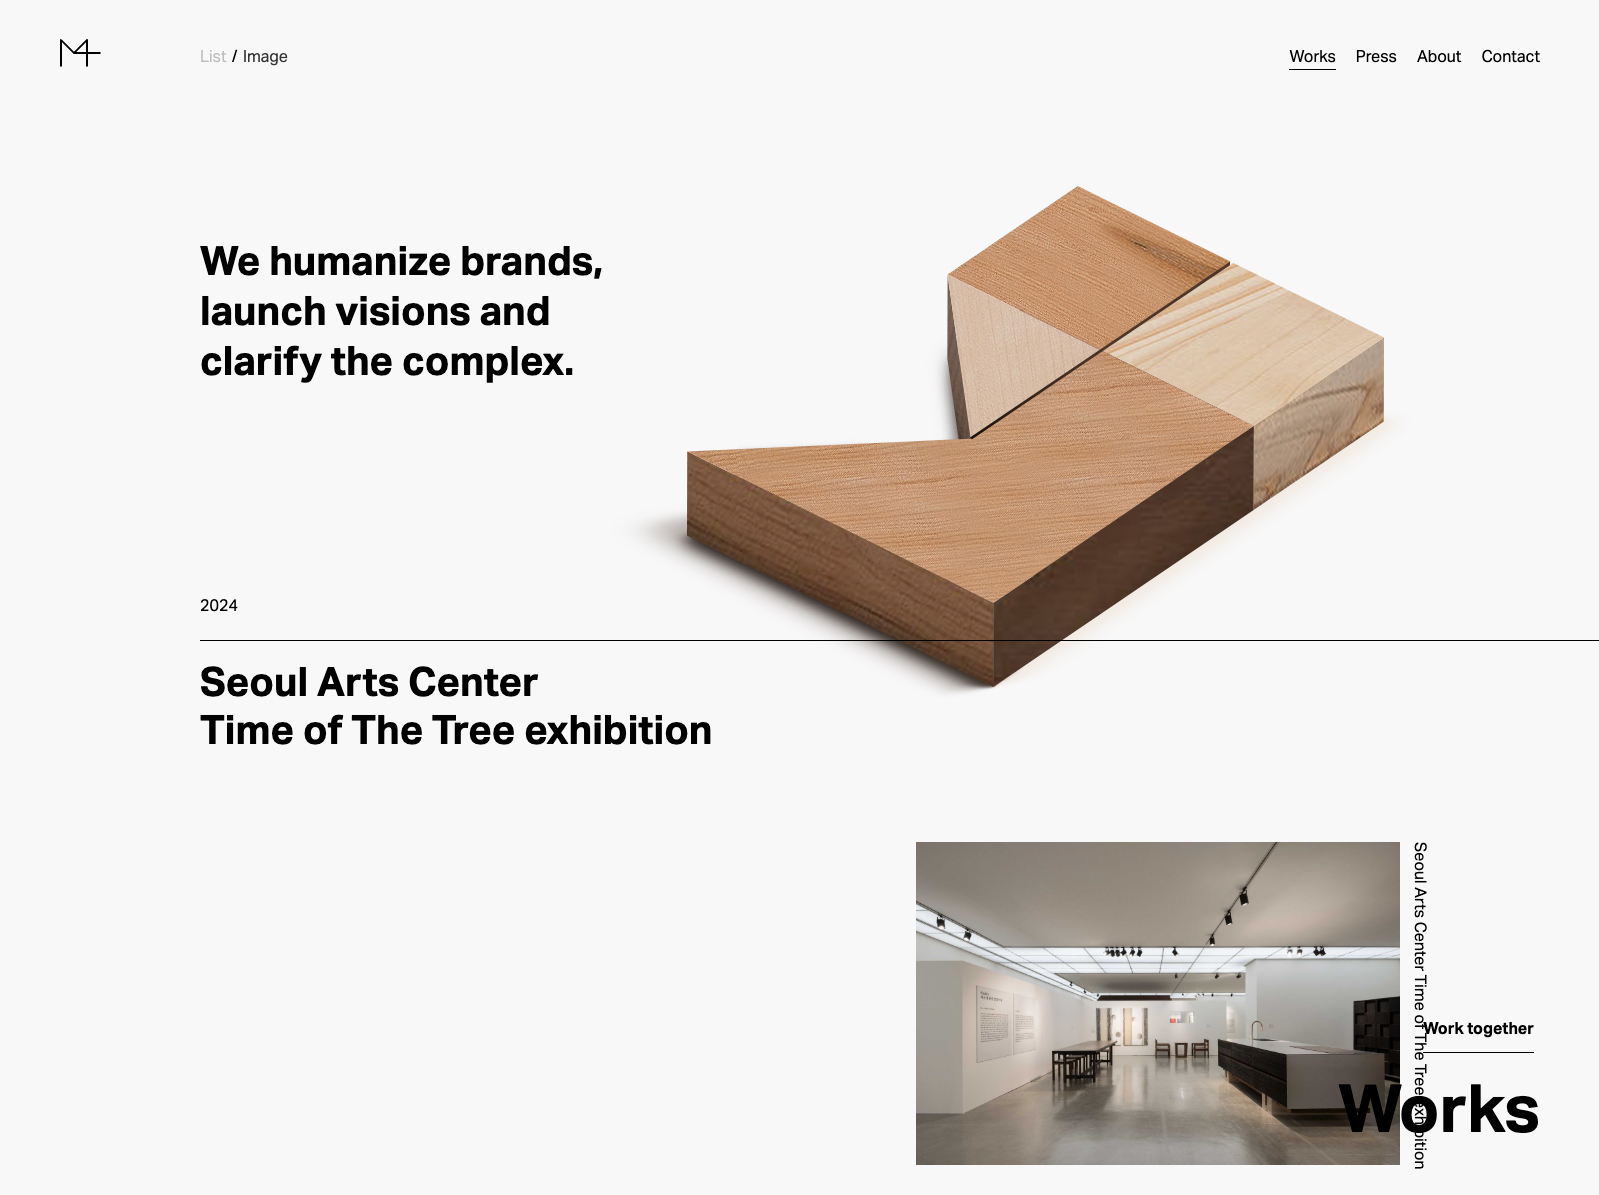 List / Image
Works
Press
About
Contact
We humanize brands,
launch visions and
clarify the complex.
2024
Seoul Arts Center
Time of The Tree exhibition
Seoul Arts Center Time of The Tree exhibition
Work together
Works